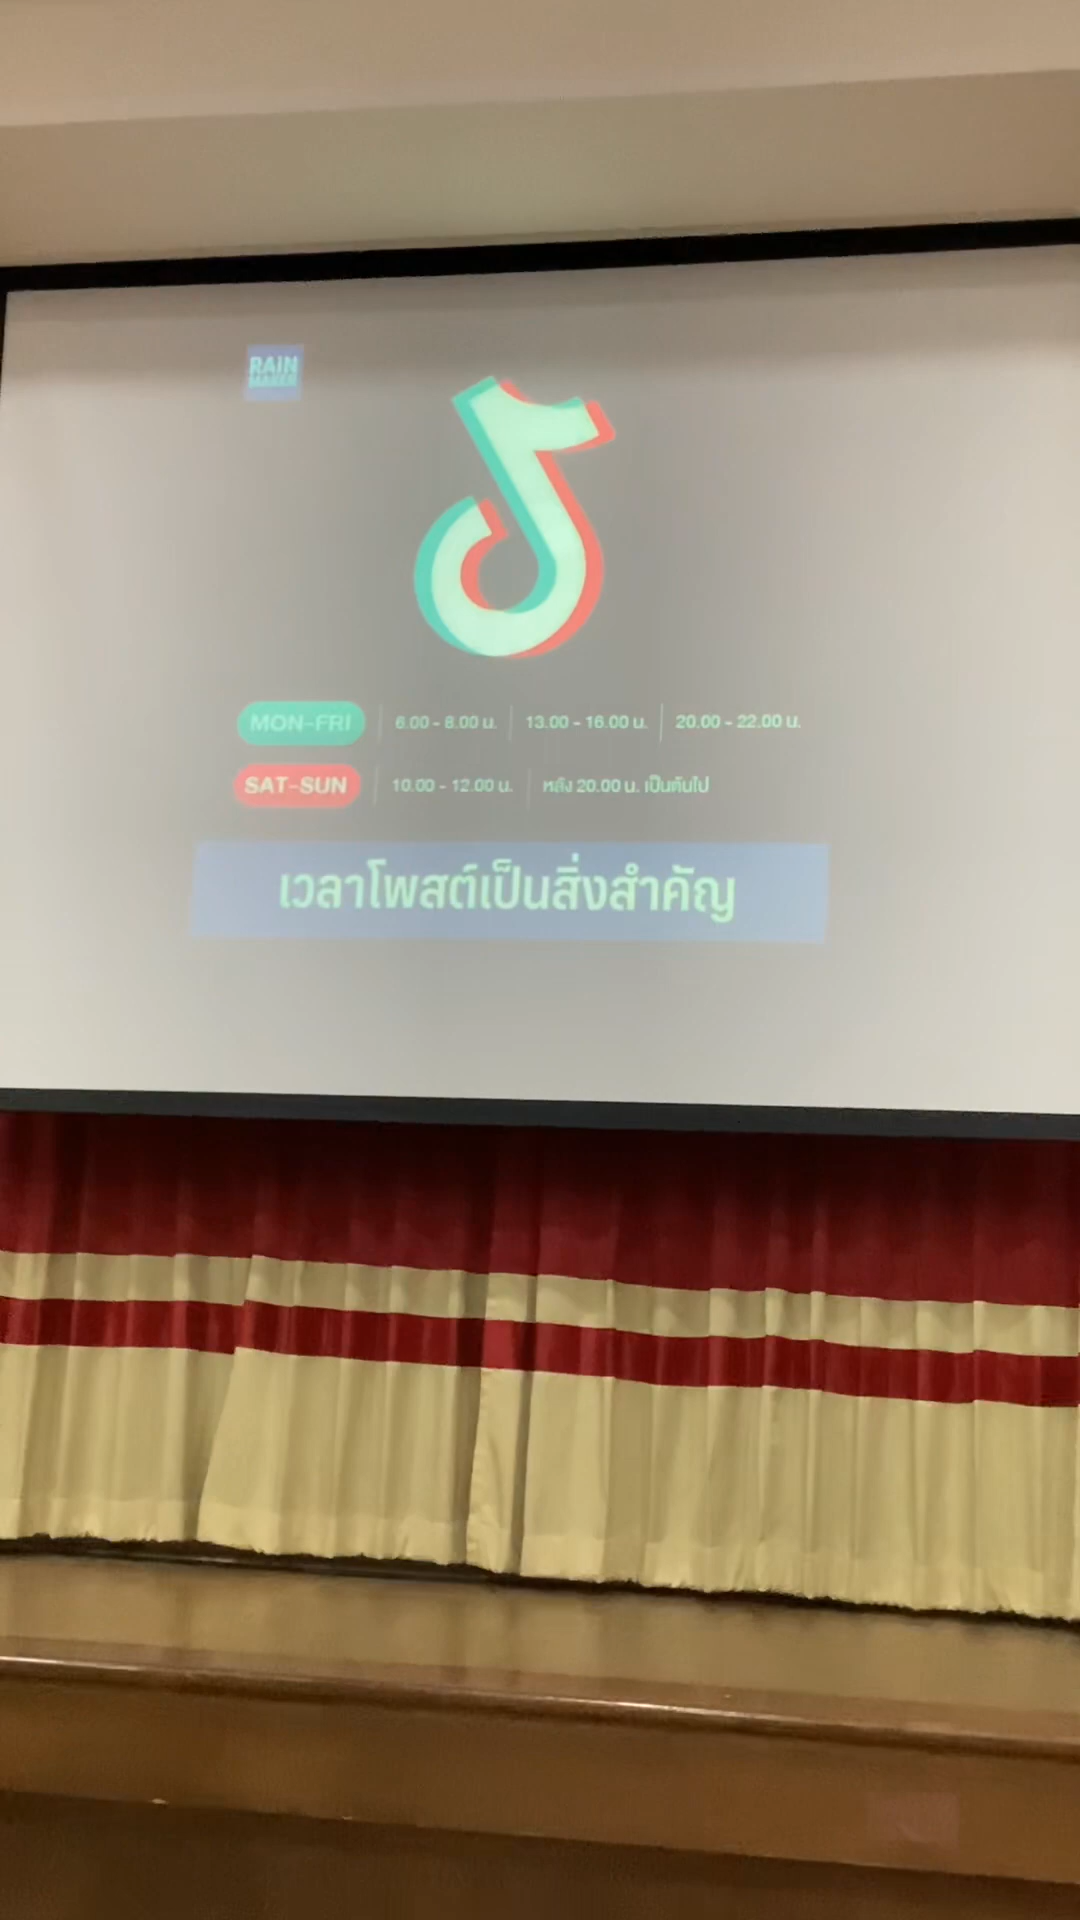 RAiN
MAKER
MON-FRI 6.00 - 8.00 น. 13.00 - 16.00 น. 20.00 - 22.00 น.
SAT-SUN 10.00 - 12.00 น. หลัง 20.00 น. เป็นต้นไป
เวลาโพสต์เป็นสิ่งสำคัญ